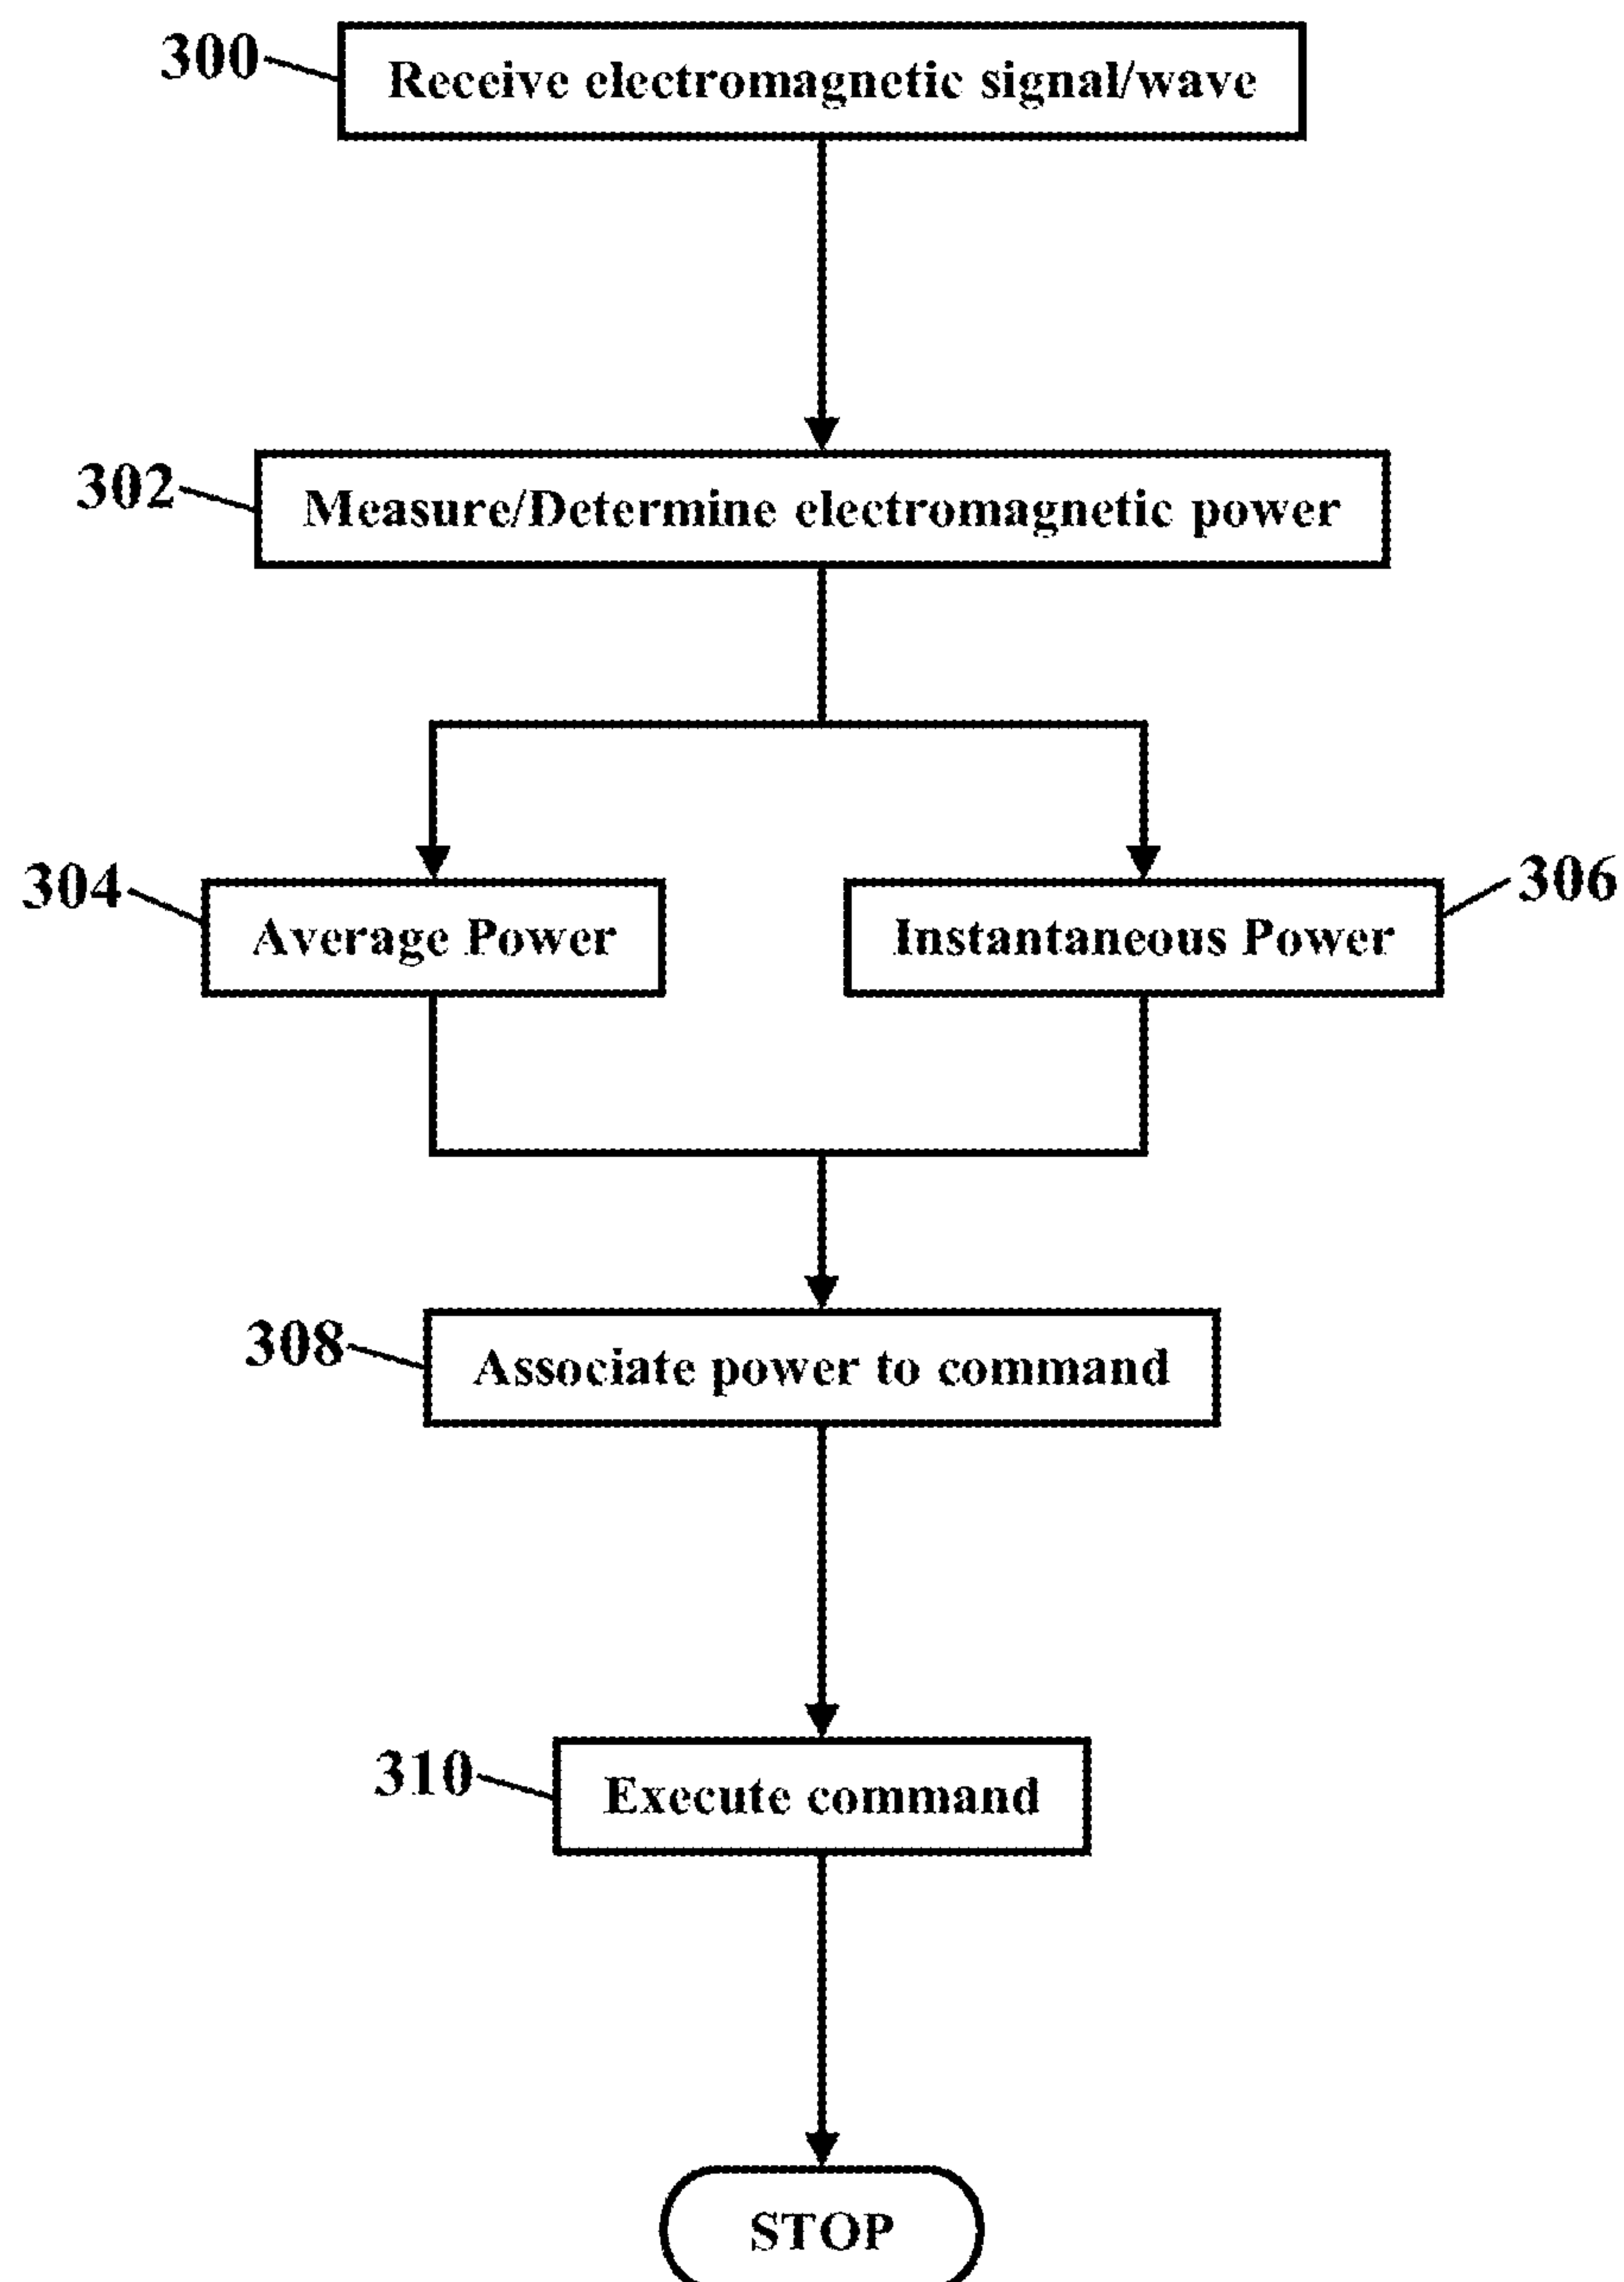 300
Receive electromagnetic signal/wave
302
Measure/Determine electromagnetic power
304
Average Power
Instantaneous Power
306
308
Associate power to command
310
Execute command
STOP